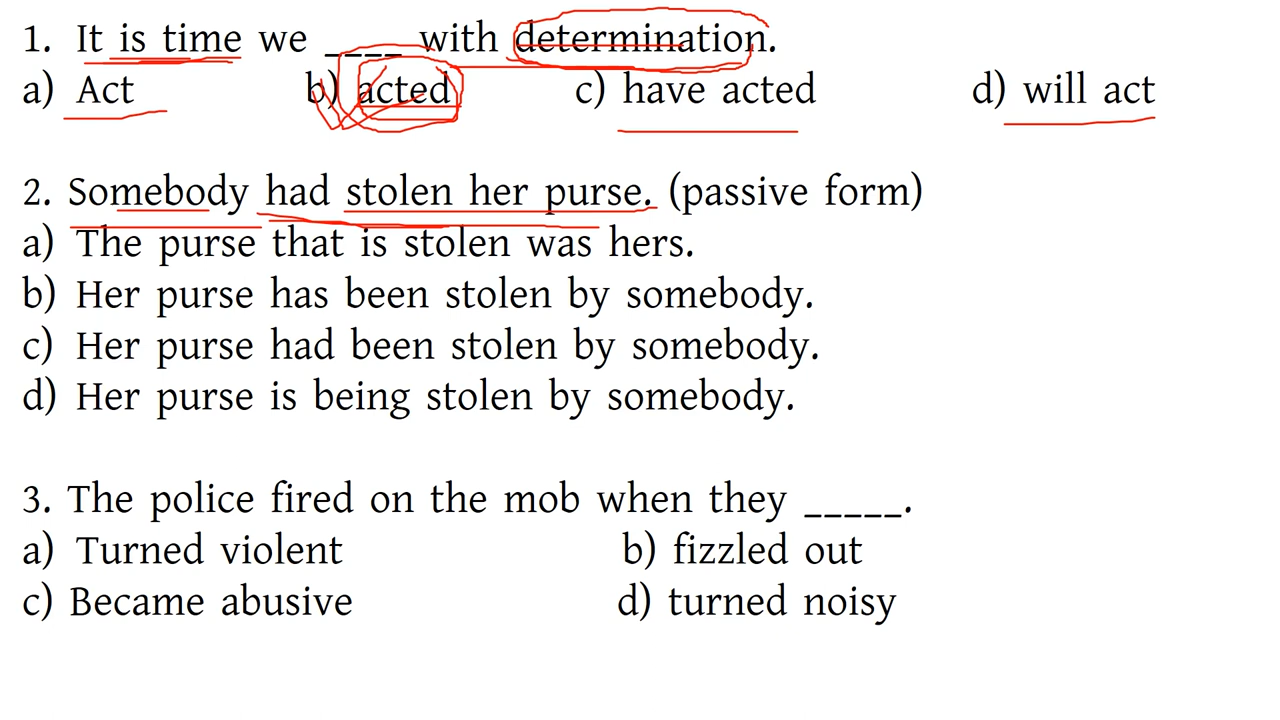 1. It is time we ____ with determination.
a) Act b) acted c) have acted d) will act
2. Somebody had stolen her purse. (passive form)
a) The purse that is stolen was hers.
b) Her purse has been stolen by somebody.
c) Her purse had been stolen by somebody.
d) Her purse is being stolen by somebody.
3. The police fired on the mob when they _____.
a) Turned violent b) fizzled out
c) Became abusive d) turned noisy